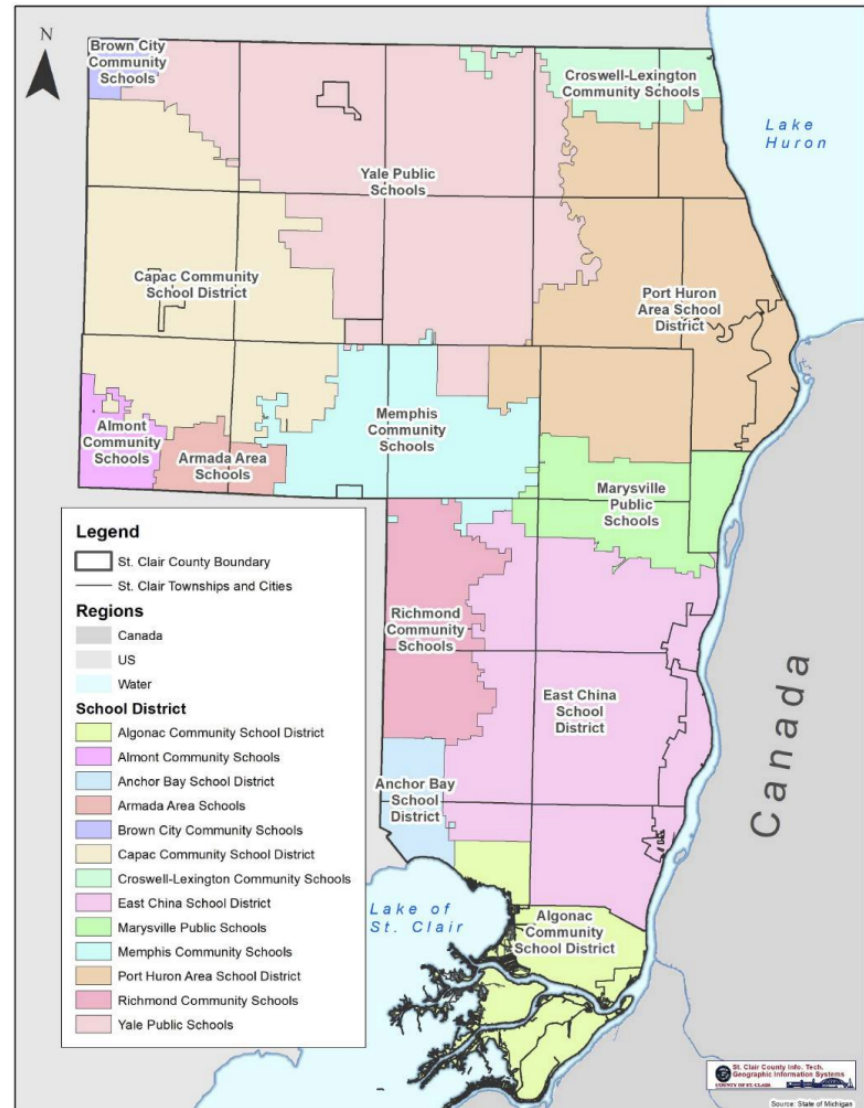 N
Brown City
Community
Schools
Croswell-Lexington
Community Schools
Lake
Huron
Yale Public
Schools
Capac Community
School District
Port Huron
Area School
District
Memphis
Community
Schools
Almont
Community
Schools
Armada Area
Schools
Marysville
Public
Schools
Legend
St. Clair County Boundary
St. Clair Townships and Cities
Regions
Canada
US
Water
School District
Algonac Community School District
Almont Community Schools
Anchor Bay School District
Armada Area Schools
Brown City Community Schools
Capac Community School District
Croswell-Lexington Community Schools
East China School District
Marysville Public Schools
Memphis Community Schools
Port Huron Area School District
Richmond Community Schools
Yale Public Schools
Richmond
Community
Schools
East China
School
District
Canada
Anchor Bay
School
District
Lake of
St. Clair
Algonac
Community
School District
St. Clair County Info. Tech.
Geographic Information Systems
COUNTY OF ST. CLAIR
Source: State of Michigan